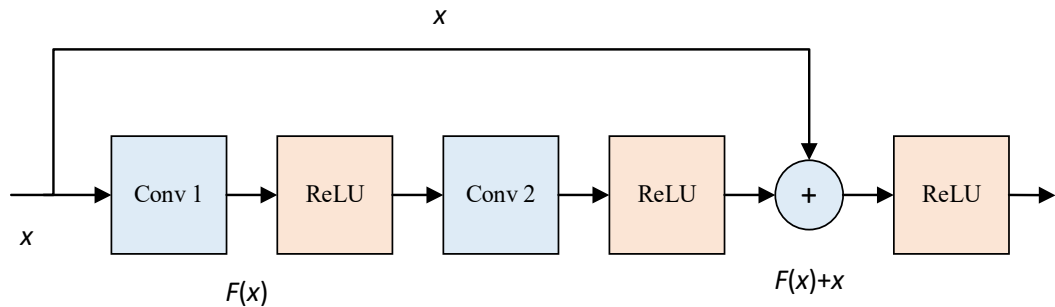 x
Conv 1
ReLU
Conv 2
ReLU
+
ReLU
x
F(x)
F(x)+x